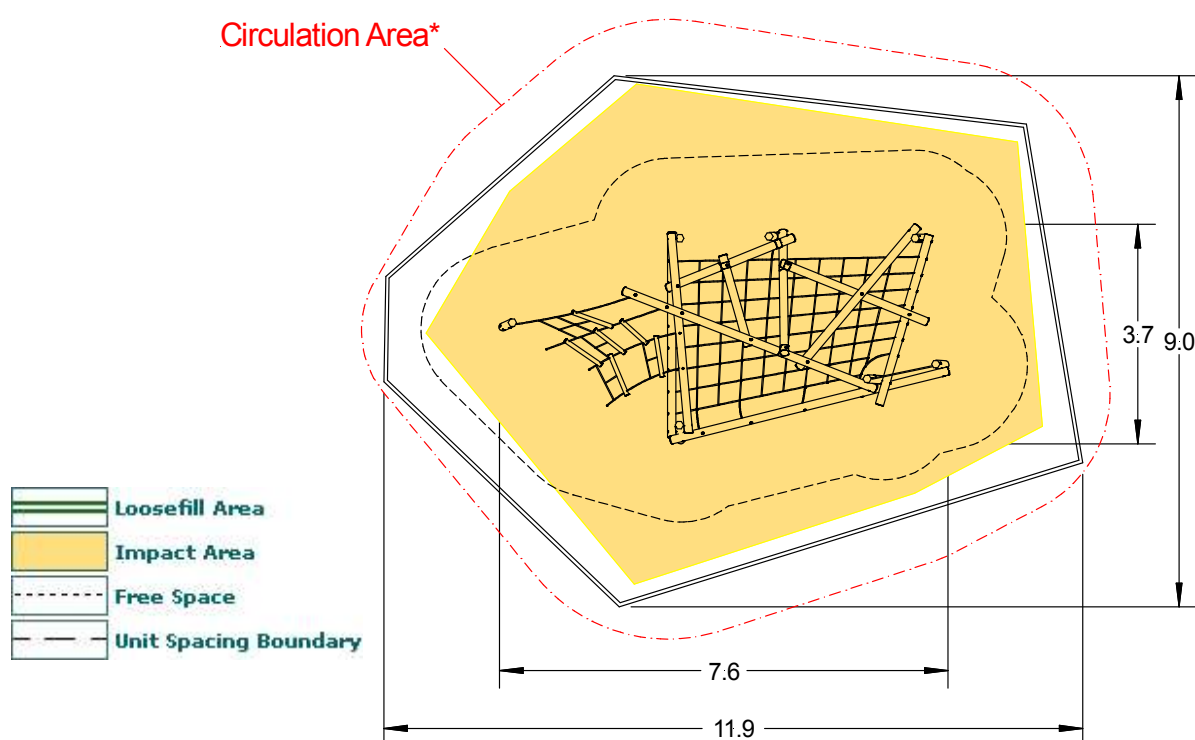 Circulation Area*
3.7
9.0
Loosefill Area
Impact Area
Free Space
Unit Spacing Boundary
7.6
11.9